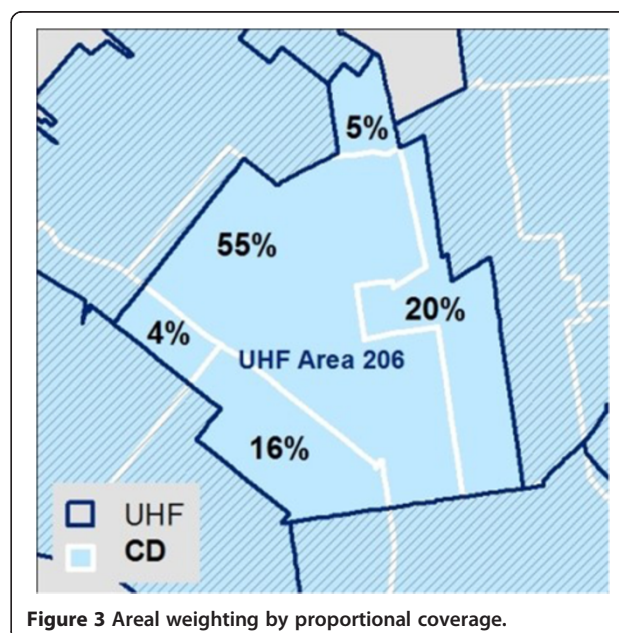 5%
55%
20%
4%
UHF Area 206
16%
UHF
CD
Figure 3 Areal weighting by proportional coverage.